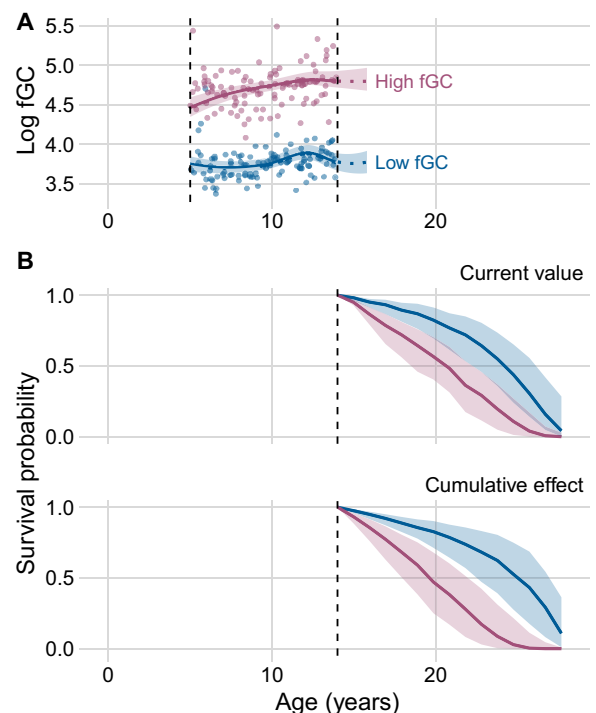 A
Log fGC
5.5
5.0
4.5
4.0
3.5
High fGC
Low fGC
0 10 20
B
Survival probability
Current value
1.0
0.5
0.0
Cumulative effect
1.0
0.5
0.0
0 10 20
Age (years)